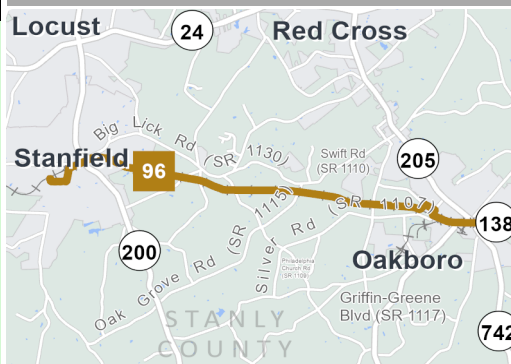 Locust
24
Red Cross
Big Lick Rd (SR 1130)
Swift Rd
(SR 1110)
205
Stanfield
96
(SR 1107)
138
200
Oak Grove Rd (SR 1115)
Silver Rd
Philadelphia
Church Rd
(SR 1109)
Oakboro
Griffin-Greene
Blvd (SR 1117)
STANLY
COUNTY
742